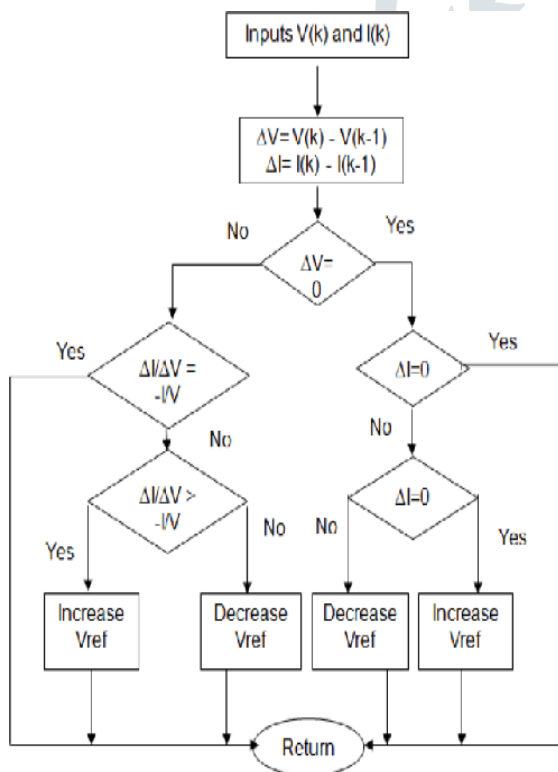 Inputs V(k) and I(k)
ΔV= V(k) - V(k-1)
ΔI= I(k) - I(k-1)
No
Yes
ΔV=
0
Yes
ΔI/ΔV =
-I/V
ΔI=0
Yes
No
No
ΔI/ΔV >
-I/V
ΔI=0
Yes
No
No
Yes
Increase
Vref
Decrease
Vref
Decrease
Vref
Increase
Vref
Return